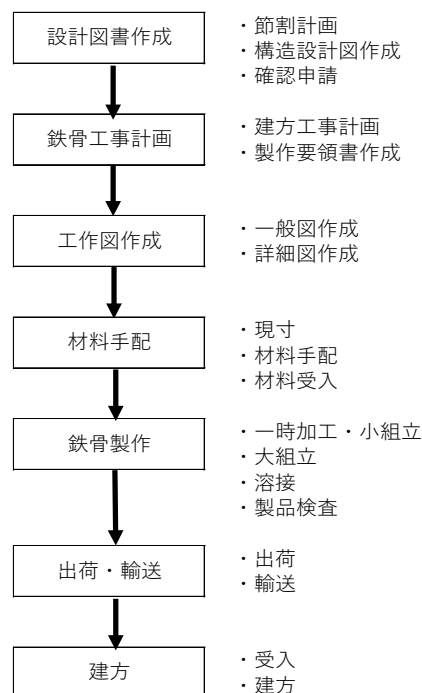 設計図書作成
・節割計画
・構造設計図作成
・確認申請
鉄骨工事計画
・建方工事計画
・製作要領書作成
工作図作成
・一般図作成
・詳細図作成
材料手配
・現寸
・材料手配
・材料受入
鉄骨製作
・一時加工・小組立
・大組立
・溶接
・製品検査
出荷・輸送
・出荷
・輸送
建方
・受入
・建方